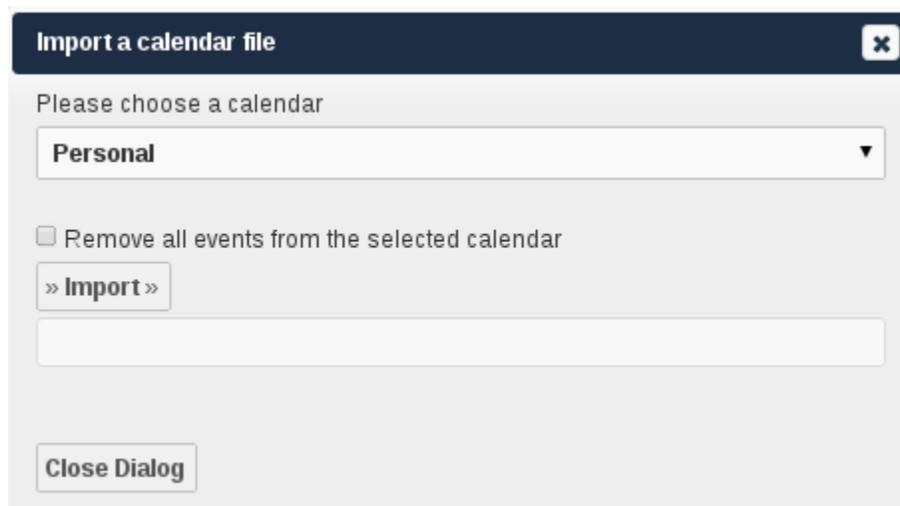 Import a calendar file
Please choose a calendar
Personal
Remove all events from the selected calendar
» Import »
Close Dialog